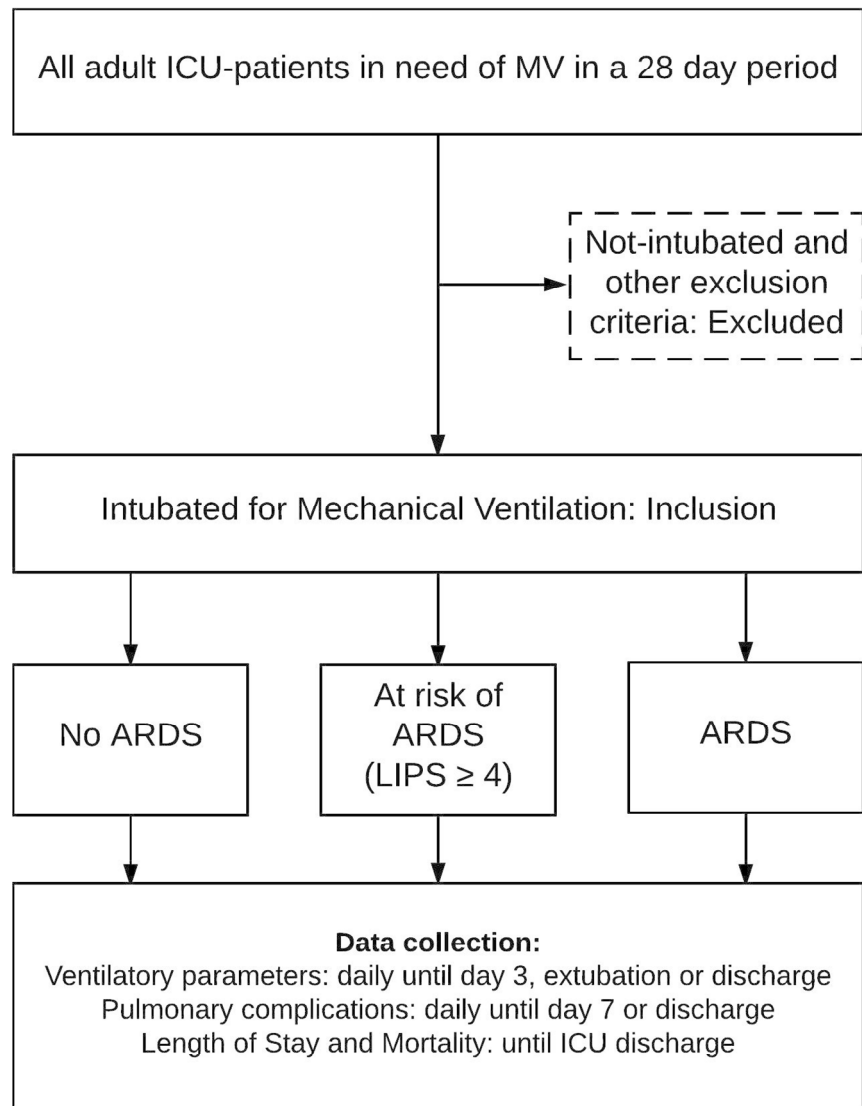 All adult ICU-patients in need of MV in a 28 day period
Not-intubated and
other exclusion
criteria: Excluded
Intubated for Mechanical Ventilation: Inclusion
No ARDS
At risk of
ARDS
(LIPS ≥ 4)
ARDS
Data collection:
Ventilatory parameters: daily until day 3, extubation or discharge
Pulmonary complications: daily until day 7 or discharge
Length of Stay and Mortality: until ICU discharge